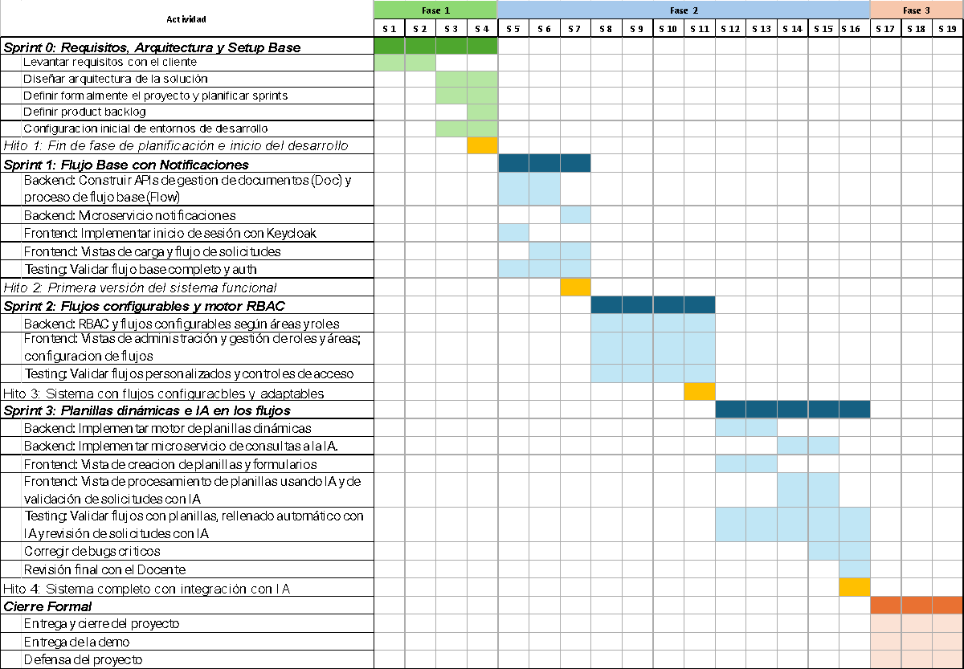 Actividad
Fase 1
Fase 2
Fase 3
S 1 S 2 S 3 S 4 S 5 S 6 S 7 S 8 S 9 S 10 S 11 S 12 S 13 S 14 S 15 S 16 S 17 S 18 S 19
Sprint 0: Requisitos, Arquitectura y Setup Base
Levantar requisitos con el cliente
Diseñar arquitectura de la solución
Definir formalmente el proyecto y planificar sprints
Definir product backlog
Configuracion inicial de entornos de desarrollo
Hito 1: Fin de fase de planificación e inicio del desarrollo
Sprint 1: Flujo Base con Notificaciones
Backend: Construir APIs de gestion de documentos (Doc) y
proceso de flujo base (Flow)
Backend: Microservicio notificaciones
Frontend: Implementar inicio de sesión con Keycloak
Frontend: Vistas de carga y flujo de solicitudes
Testing: Validar flujo base completo y auth
Hito 2: Primera versión del sistema funcional
Sprint 2: Flujos configurables y motor RBAC
Backend: RBAC y flujos configurables según áreas y roles
Frontend: Vistas de administración y gestión de roles y áreas;
configuracion de flujos
Testing: Validar flujos personalizados y controles de acceso
Hito 3: Sistema con flujos configuracbles y adaptables
Sprint 3: Planillas dinámicas e IA en los flujos
Backend: Implementar motor de planillas dinámicas
Backend: Implementar microservicio de consultas a la IA.
Frontend: Vista de creacion de planillas y formularios
Frontend: Vista de procesamiento de planillas usando IA y de
validación de solicitudes con IA
Testing: Validar flujos con planillas, rellenado automático con
IA y revisión de solicitudes con IA
Corregir de bugs criticos
Revisión final con el Docente
Hito 4: Sistema completo con integración con IA
Cierre Formal
Entrega y cierre del proyecto
Entrega de la demo
Defensa del proyecto